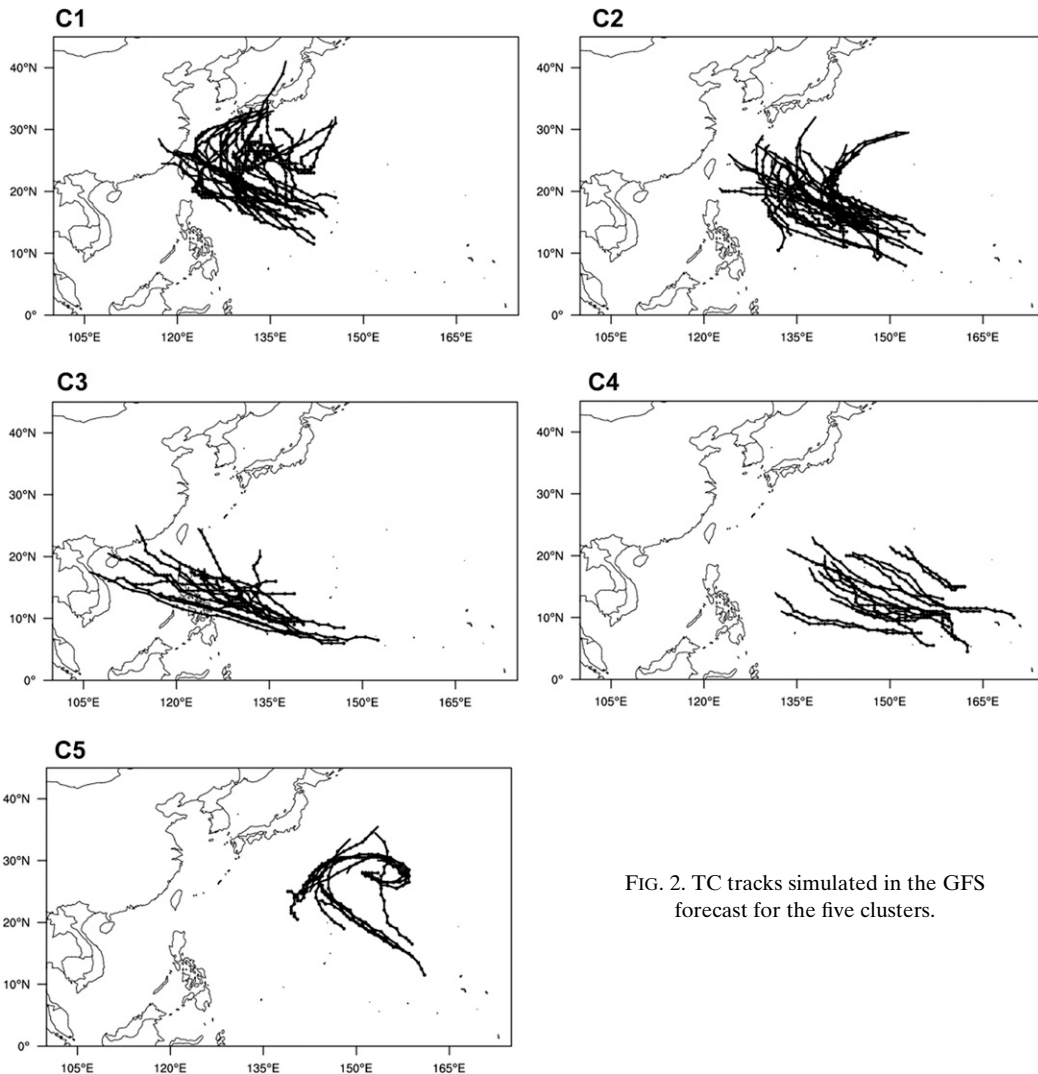 C1
C2
40°N
30°N
20°N
10°N
0°
105°E 120°E 135°E 150°E 165°E
40°N
30°N
20°N
10°N
0°
105°E 120°E 135°E 150°E 165°E
C3
C4
40°N
30°N
20°N
10°N
0°
105°E 120°E 135°E 150°E 165°E
40°N
30°N
20°N
10°N
0°
105°E 120°E 135°E 150°E 165°E
C5
40°N
30°N
20°N
10°N
0°
105°E 120°E 135°E 150°E 165°E
FIG. 2. TC tracks simulated in the GFS
forecast for the five clusters.